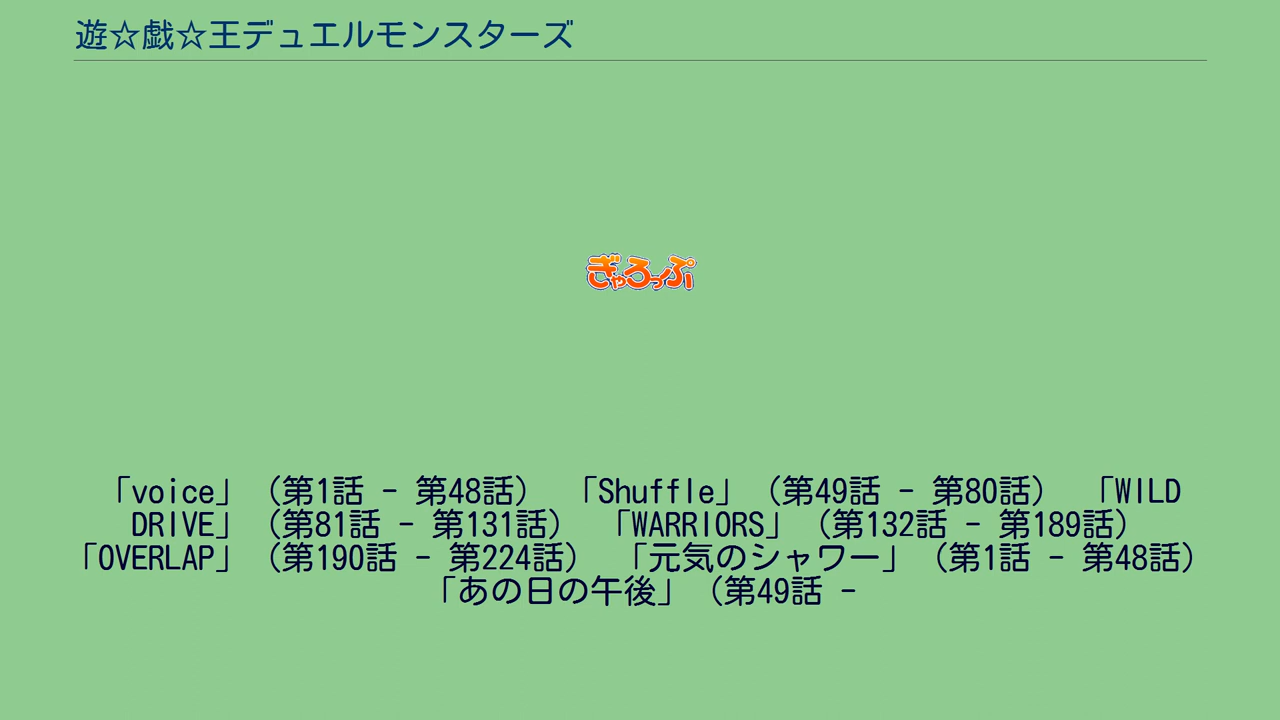 遊☆戯☆王デュエルモンスターズ
ぎゃろっぷ
「voice」（第1話 - 第48話） 「Shuffle」（第49話 - 第80話） 「WILD
DRIVE」（第81話 - 第131話） 「WARRIORS」（第132話 - 第189話）
「OVERLAP」（第190話 - 第224話） 「元気のシャワー」（第1話 - 第48話）
「あの日の午後」（第49話 -